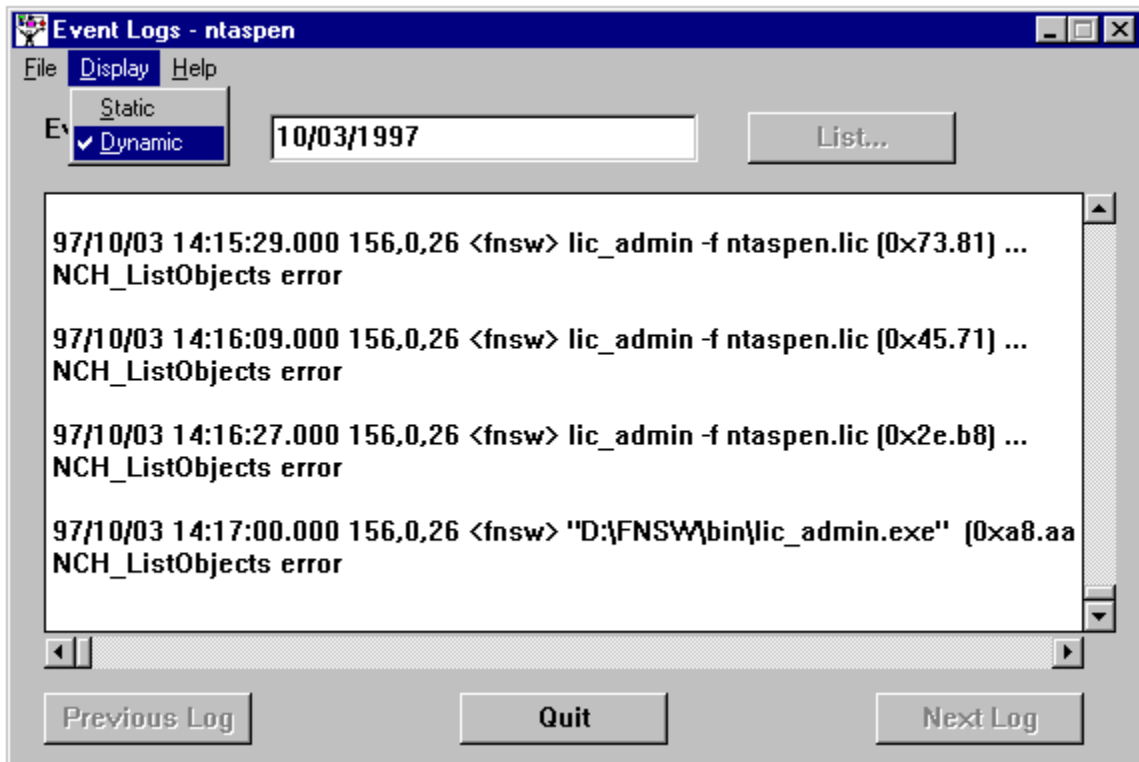 Event Logs - ntaspen
File Display Help
Static
Dynamic
10/03/1997
List...
97/10/03 14:15:29.000 156,0,26 <fnsw> lic_admin -f ntaspen.lic (0x73.81) ...
NCH_ListObjects error
97/10/03 14:16:09.000 156,0,26 <fnsw> lic_admin -f ntaspen.lic (0x45.71) ...
NCH_ListObjects error
97/10/03 14:16:27.000 156,0,26 <fnsw> lic_admin -f ntaspen.lic (0x2e.b8) ...
NCH_ListObjects error
97/10/03 14:17:00.000 156,0,26 <fnsw> "D:\FNSW\bin\lic_admin.exe" (0xa8.aa
NCH_ListObjects error
Previous Log
Quit
Next Log